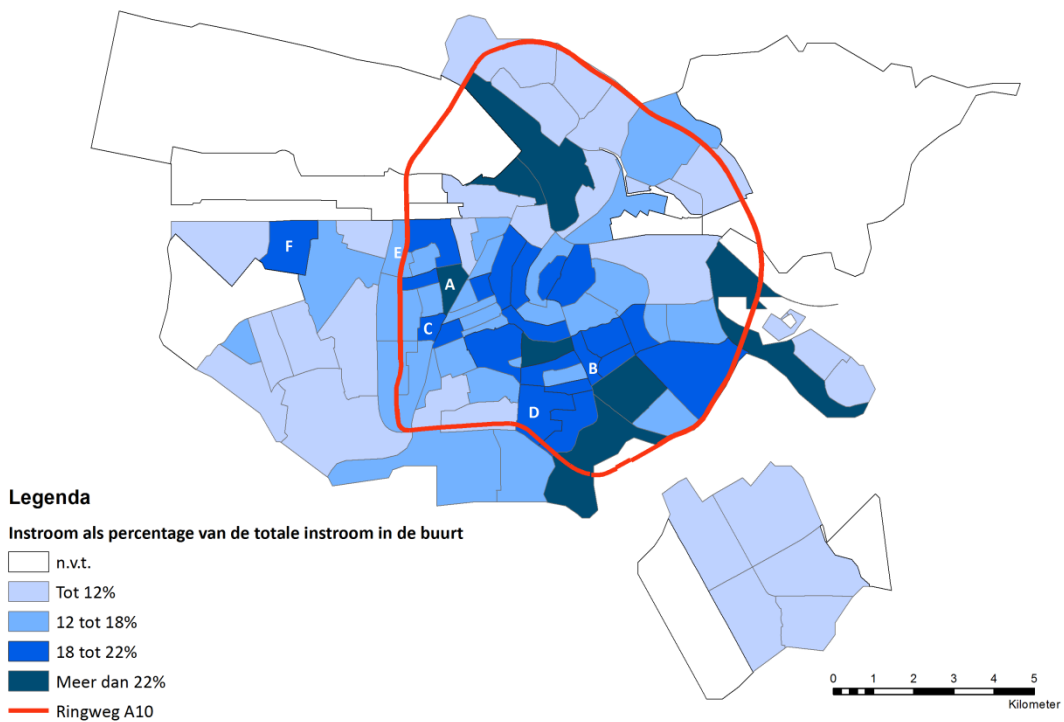 F
E
A
C
B
D
Legenda
Instroom als percentage van de totale instroom in de buurt
n.v.t.
Tot 12%
12 tot 18%
18 tot 22%
Meer dan 22%
Ringweg A10
0 1 2 3 4 5
Kilometer